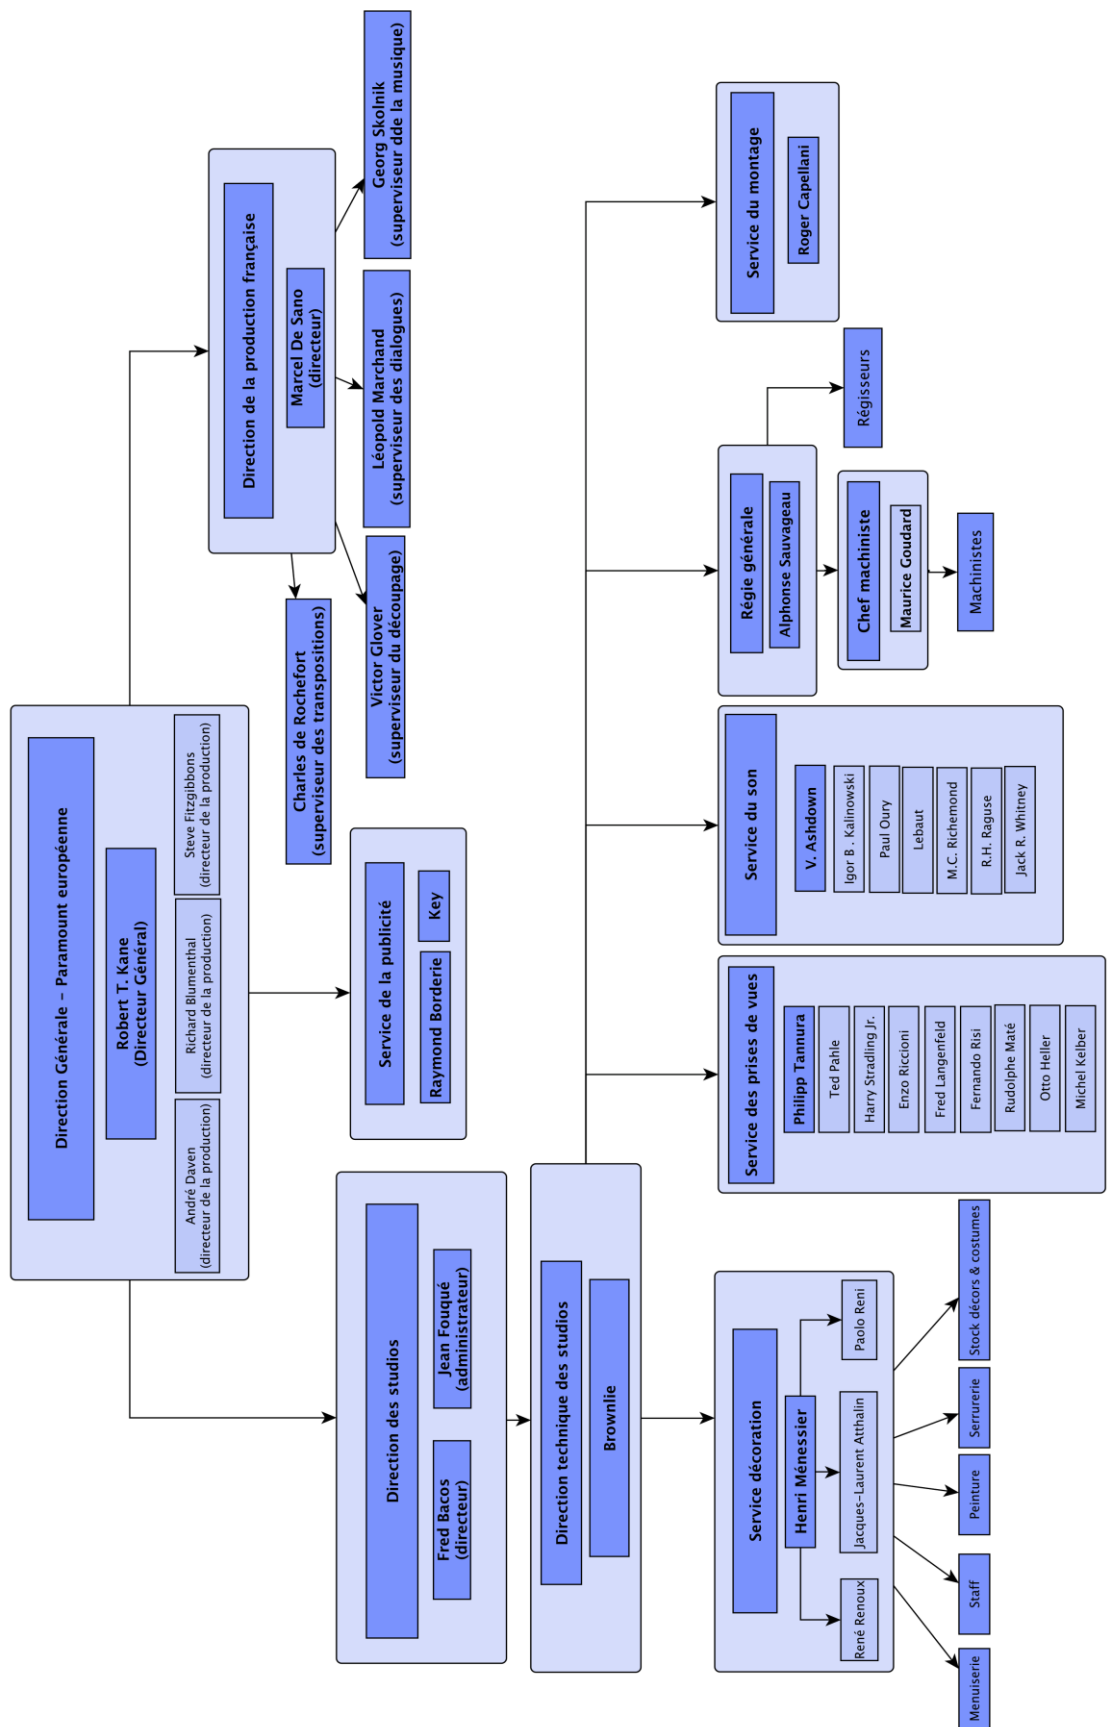 Direction Générale – Paramount européenne
Robert T. Kane
(Directeur Général)
André Daven
(directeur de la production)
Richard Blumenthal
(directeur de la production)
Steve Fitzgibbons
(directeur de la production)
Direction de la production française
Marcel De Sano
(directeur)
Charles de Rochefort
(superviseur des transpositions)
Victor Glover
(superviseur du découpage)
Léopold Marchand
(superviseur des dialogues)
Georg Skolnik
(superviseur dde la musique)
Service de la publicité
Raymond Borderie
Key
Direction des studios
Fred Bacos
(directeur)
Jean Fouqué
(administrateur)
Direction technique des studios
Brownlie
Service décoration
Henri Ménessier
René Renoux
Jacques–Laurent Atthalin
Paolo Reni
Menuiserie
Staff
Peinture
Serrurerie
Stock décors & costumes
Service des prises de vues
Philipp Tannura
Ted Pahle
Harry Stradling Jr.
Enzo Riccioni
Fred Langenfeld
Fernando Risi
Rudolphe Maté
Otto Heller
Michel Kelber
Service du son
V. Ashdown
Igor B . Kalinowski
Paul Oury
Lebaut
M.C. Richemond
R.H. Raguse
Jack R. Whitney
Régie générale
Alphonse Sauvageau
Régisseurs
Chef machiniste
Maurice Goudard
Machinistes
Service du montage
Roger Capellani